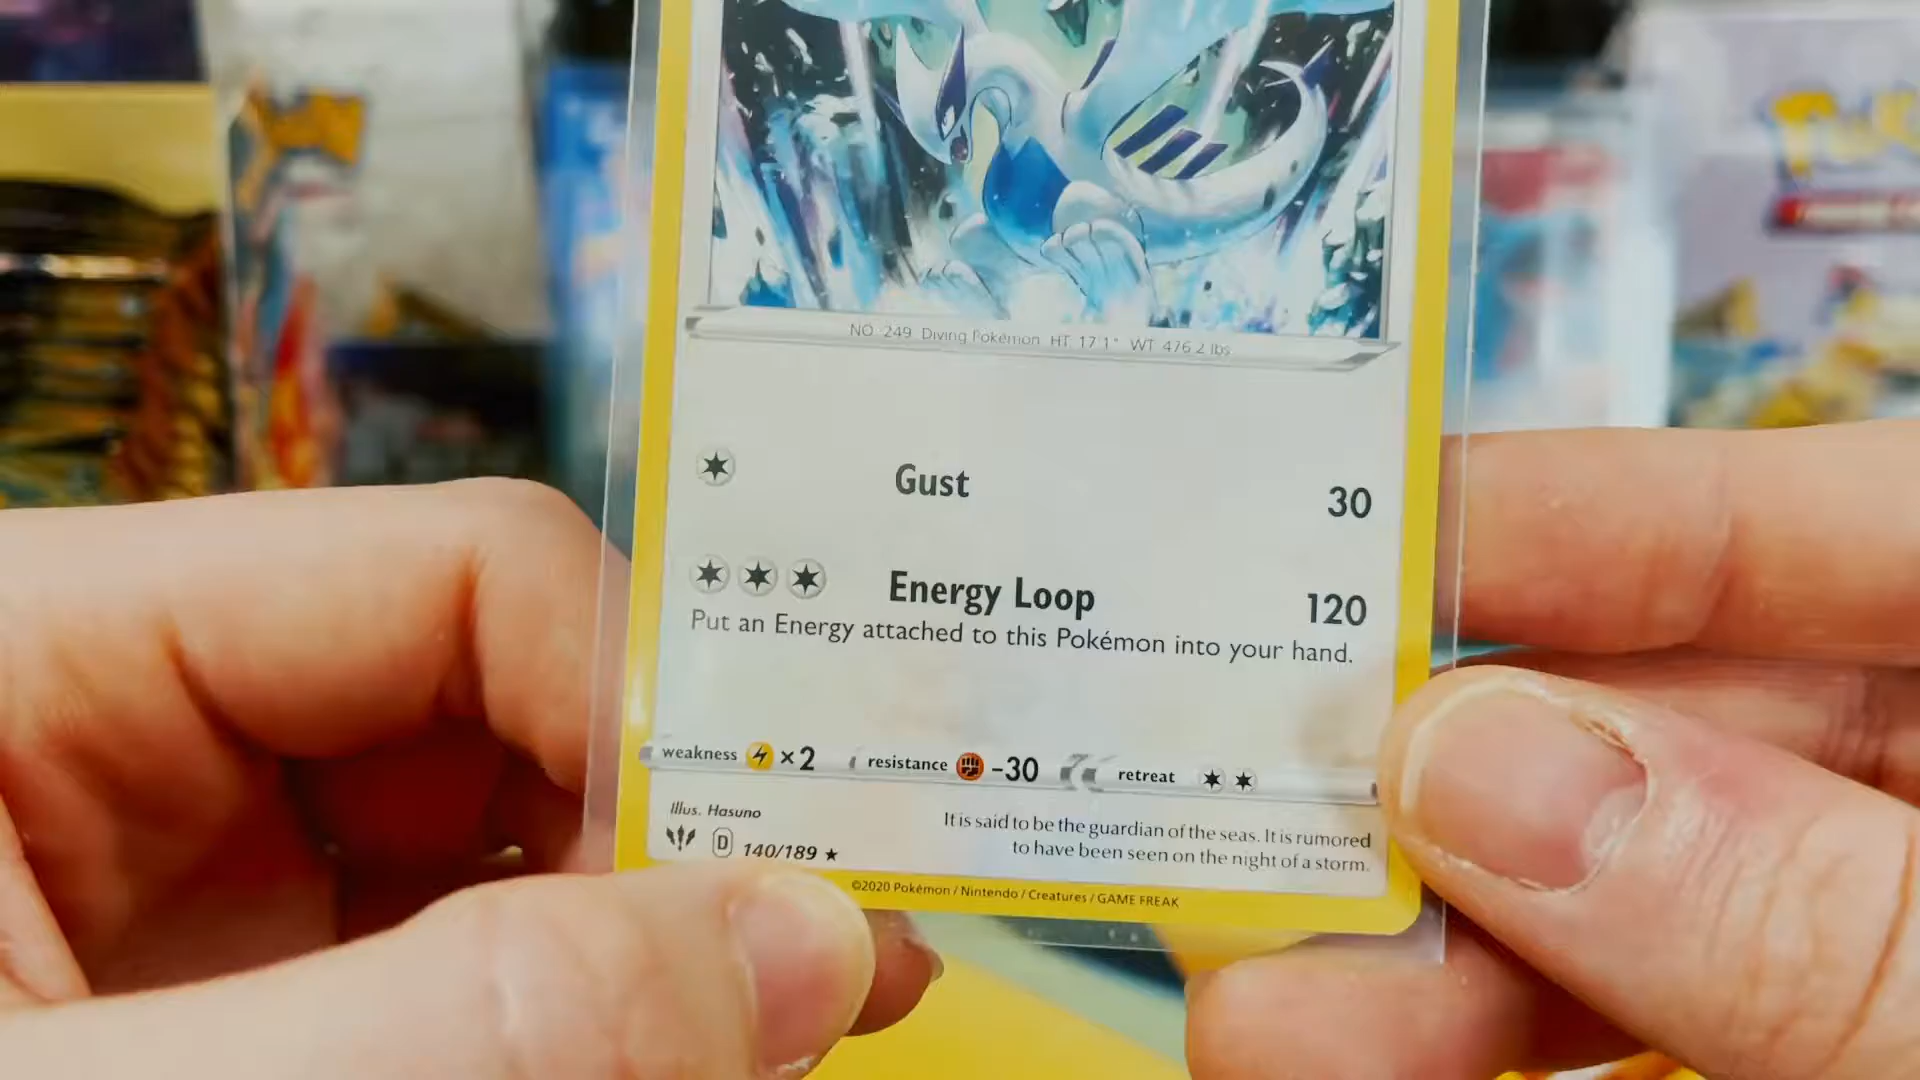 NO. 249 Diving Pokémon HT 17'1" WT 476.2 lbs
Gust 30
Energy Loop 120
Put an Energy attached to this Pokémon into your hand.
weakness ×2 resistance -30 retreat
Illus. Hasuno
D 140/189 ★
It is said to be the guardian of the seas. It is rumored
to have been seen on the night of a storm.
©2020 Pokémon / Nintendo / Creatures / GAME FREAK